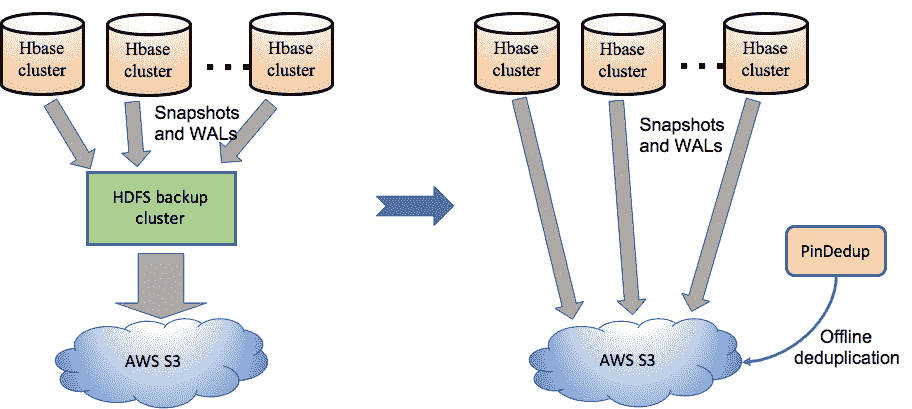 Hbase
cluster
Hbase
cluster
...
Hbase
cluster
Snapshots
and WALs
HDFS backup
cluster
AWS S3
Hbase
cluster
Hbase
cluster
...
Hbase
cluster
Snapshots
and WALs
PinDedup
Offline
deduplication
AWS S3